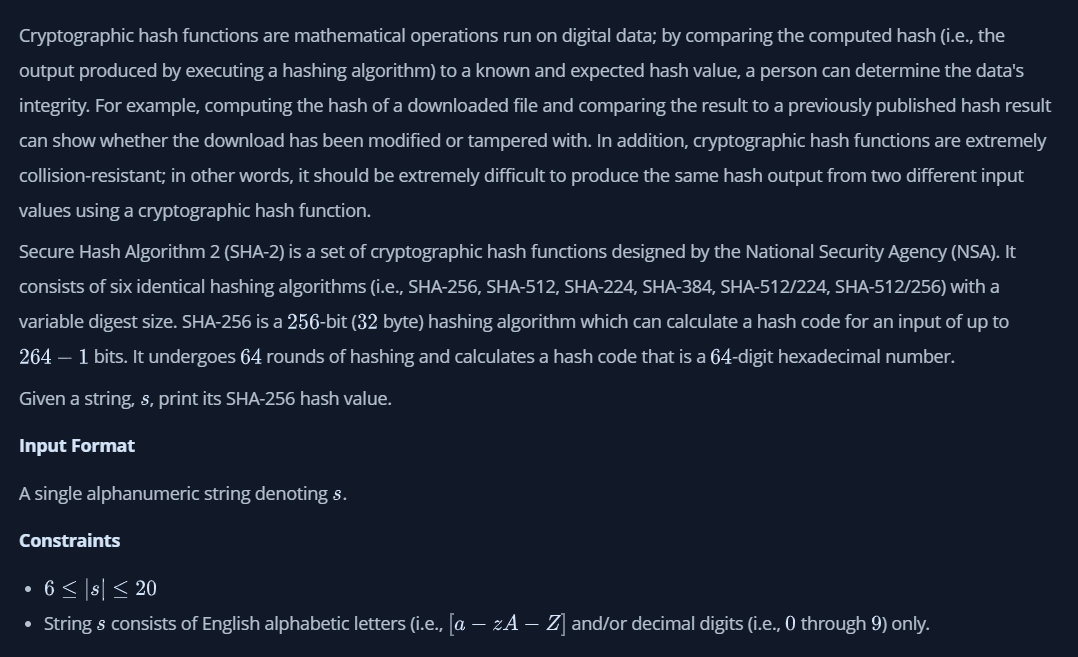 Cryptographic hash functions are mathematical operations run on digital data; by comparing the computed hash (i.e., the
output produced by executing a hashing algorithm) to a known and expected hash value, a person can determine the data's
integrity. For example, computing the hash of a downloaded file and comparing the result to a previously published hash result
can show whether the download has been modified or tampered with. In addition, cryptographic hash functions are extremely
collision-resistant; in other words, it should be extremely difficult to produce the same hash output from two different input
values using a cryptographic hash function.
Secure Hash Algorithm 2 (SHA-2) is a set of cryptographic hash functions designed by the National Security Agency (NSA). It
consists of six identical hashing algorithms (i.e., SHA-256, SHA-512, SHA-224, SHA-384, SHA-512/224, SHA-512/256) with a
variable digest size. SHA-256 is a 256-bit (32 byte) hashing algorithm which can calculate a hash code for an input of up to
264 − 1 bits. It undergoes 64 rounds of hashing and calculates a hash code that is a 64-digit hexadecimal number.
Given a string, s, print its SHA-256 hash value.
Input Format
A single alphanumeric string denoting s.
Constraints
• 6 ≤ |s| ≤ 20
• String s consists of English alphabetic letters (i.e., [a − zA − Z] and/or decimal digits (i.e., 0 through 9) only.